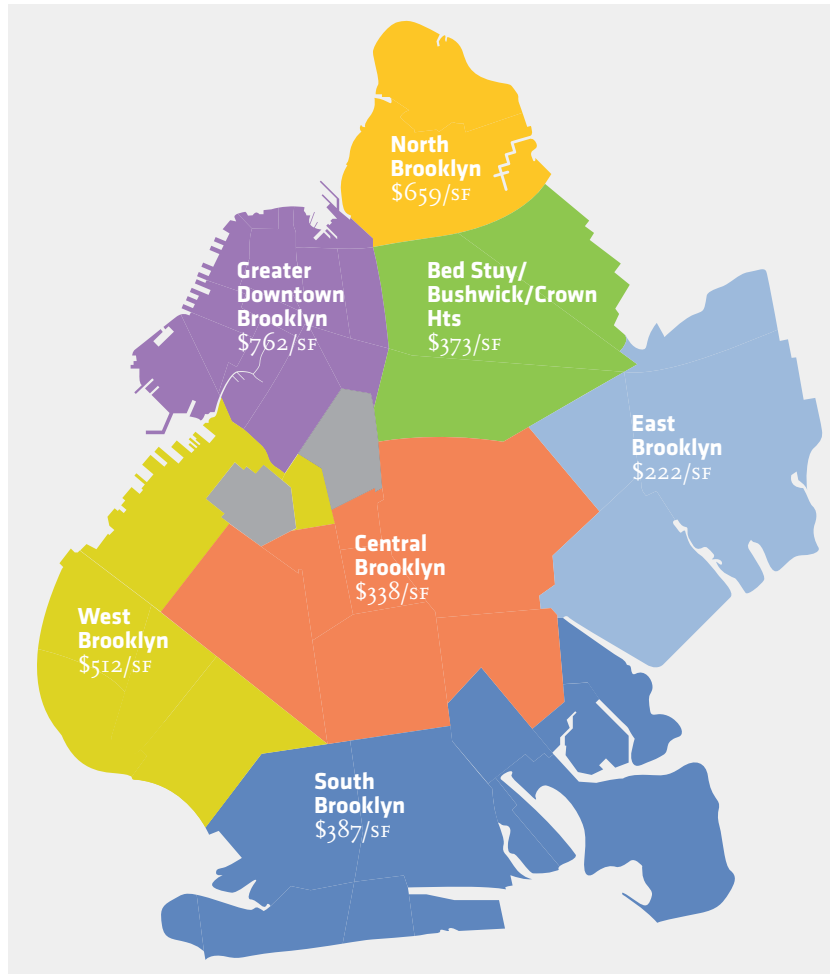 North
Brooklyn
$659/SF
Greater
Downtown
Brooklyn
$762/SF
Bed Stuy/
Bushwick/Crown
Hts
$373/SF
East
Brooklyn
$222/SF
Central
Brooklyn
$338/SF
West
Brooklyn
$512/SF
South
Brooklyn
$387/SF